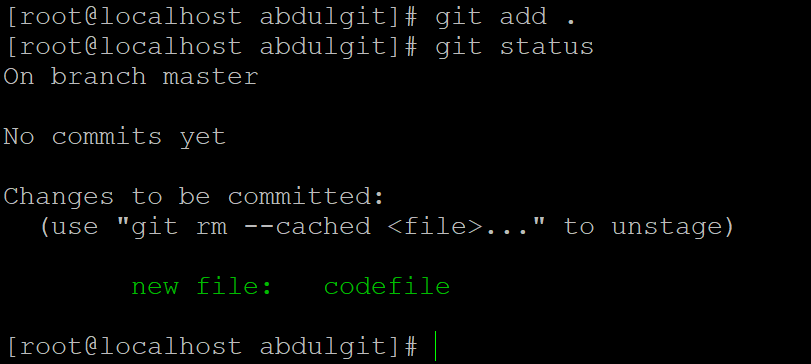 [root@localhost abdulgit]# git add .
[root@localhost abdulgit]# git status
On branch master
No commits yet
Changes to be committed:
  (use "git rm --cached <file>..." to unstage)
        new file:   codefile
[root@localhost abdulgit]#